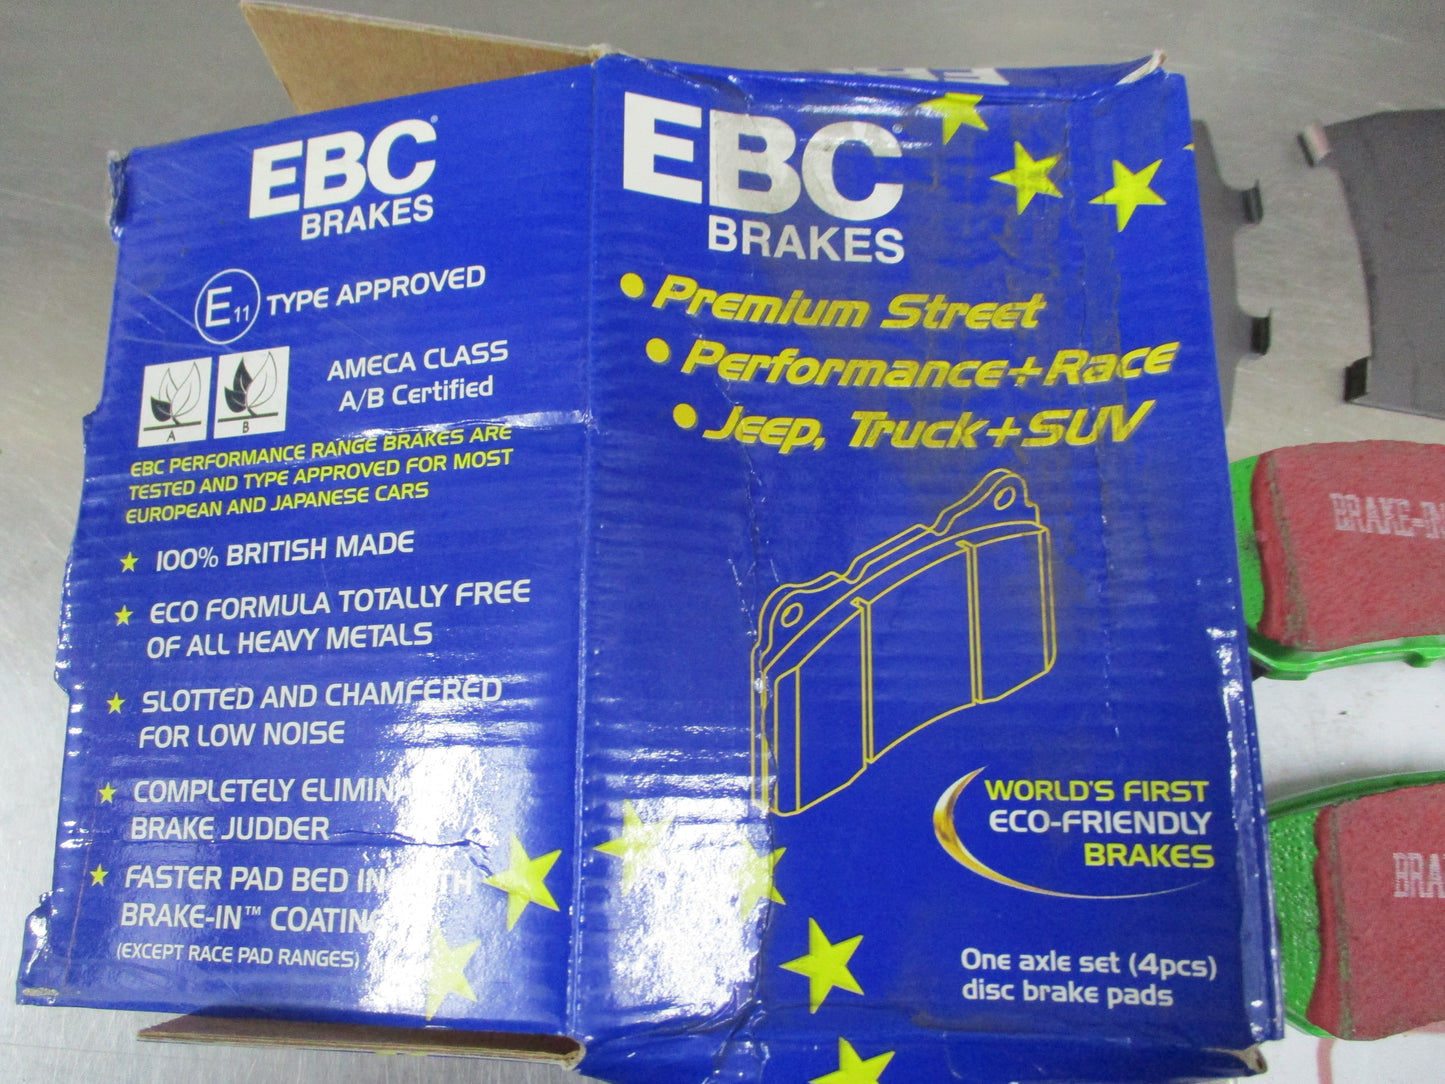 EBC
BRAKES
E11 TYPE APPROVED
A B
AMECA CLASS
A/B Certified
EBC PERFORMANCE RANGE BRAKES ARE
TESTED AND TYPE APPROVED FOR MOST
EUROPEAN AND JAPANESE CARS
100% BRITISH MADE
ECO FORMULA TOTALLY FREE
OF ALL HEAVY METALS
SLOTTED AND CHAMFERED
FOR LOW NOISE
COMPLETELY
BRAKE JUDDER
FASTER PAD BED
BRAKE-IN™
(EXCEPT RACE PAD RANGES)
EBC
BRAKES
• Premium Street
• Performance+Race
• Jeep, Truck+SUV
WORLD'S FIRST
ECO-FRIENDLY
BRAKES
One axle set (4pcs)
disc brake pads